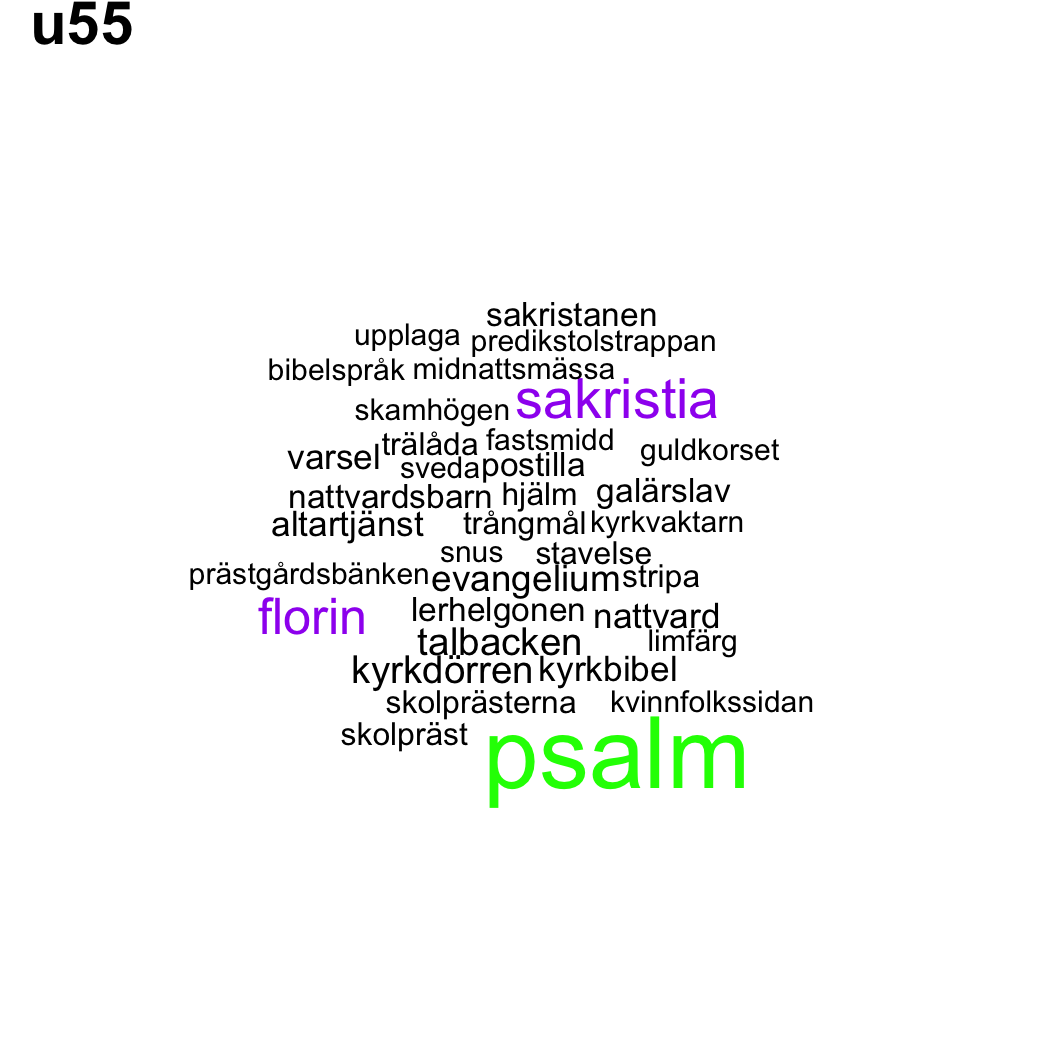 u55
sakristanen
upplaga predikstolstrappan
bibelspråk midnattsmässa
skamhögen sakristia
varsel trälåda fastsmidd guldkorset
sveda postilla
nattvardsbarn hjälm galärslav
altartjänst trångmål kyrkvaktarn
snus stavelse
prästgårdsbänken evangelium stripa
florin lerhelgonen nattvard
talbacken limfärg
kyrkdörren kyrkbibel
skolprästerna kvinnfolkssidan
skolpräst psalm